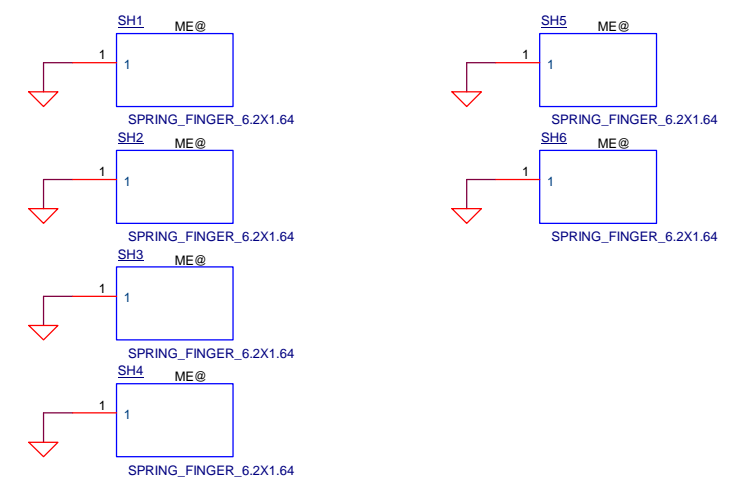 SH1 ME@
1 1
SPRING_FINGER_6.2X1.64
SH2 ME@
1 1
SPRING_FINGER_6.2X1.64
SH3 ME@
1 1
SPRING_FINGER_6.2X1.64
SH4 ME@
1 1
SPRING_FINGER_6.2X1.64
SH5 ME@
1 1
SPRING_FINGER_6.2X1.64
SH6 ME@
1 1
SPRING_FINGER_6.2X1.64